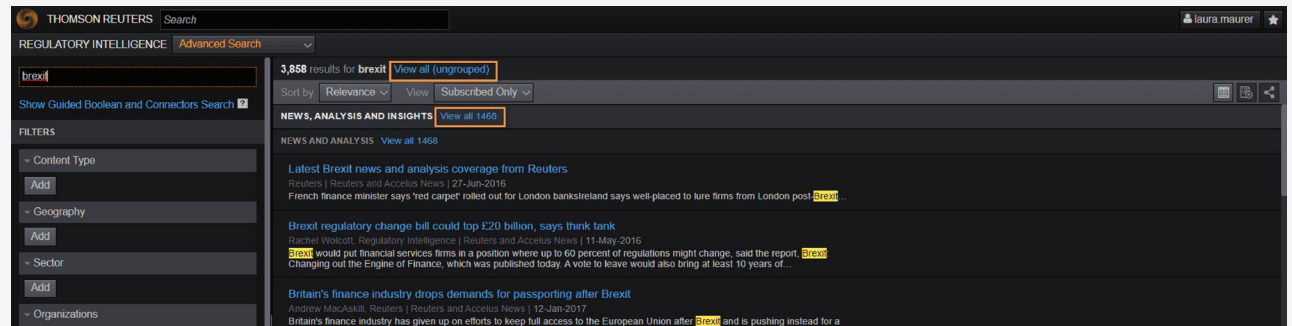 THOMSON REUTERS Search laura.maurer
REGULATORY INTELLIGENCE Advanced Search
brexit
3,858 results for brexit View all (ungrouped)
Show Guided Boolean and Connectors Search ?
Sort by Relevance View Subscribed Only
FILTERS
NEWS, ANALYSIS AND INSIGHTS View all 1468
NEWS AND ANALYSIS View all 1468
Content Type
Add
Geography
Add
Sector
Add
Organizations
Latest Brexit news and analysis coverage from Reuters
Reuters | Reuters and Accelus News | 27-Jun-2016
French finance minister says 'red carpet' rolled out for London banksIreland says well-placed to lure firms from London post-Brexit...
Brexit regulatory change bill could top £20 billion, says think tank
Rachel Wolcott, Regulatory Intelligence | Reuters and Accelus News | 11-May-2016
Brexit would put financial services firms in a position where up to 60 percent of regulations might change, said the report, Brexit:
Changing out the Engine of Finance, which was published today. A vote to leave would also bring at least 10 years of...
Britain's finance industry drops demands for passporting after Brexit
Andrew MacAskill, Reuters | Reuters and Accelus News | 12-Jan-2017
Britain's finance industry has given up on efforts to keep full access to the European Union after Brexit and is pushing instead for a